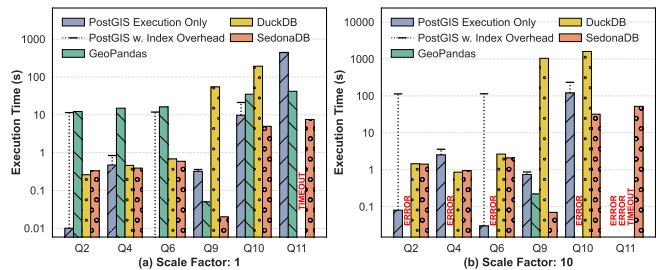 PostGIS Execution Only
PostGIS w. Index Overhead
GeoPandas
DuckDB
SedonaDB
Execution Time (s)
1000
100
10
1
0.1
0.01
TIMEOUT
Q2 Q4 Q6 Q9 Q10 Q11
(a) Scale Factor: 1
PostGIS Execution Only
PostGIS w. Index Overhead
GeoPandas
DuckDB
SedonaDB
Execution Time (s)
10000
1000
100
10
1
0.1
ERROR
ERROR
ERROR
ERROR
ERROR
ERROR
TIMEOUT
Q2 Q4 Q6 Q9 Q10 Q11
(b) Scale Factor: 10